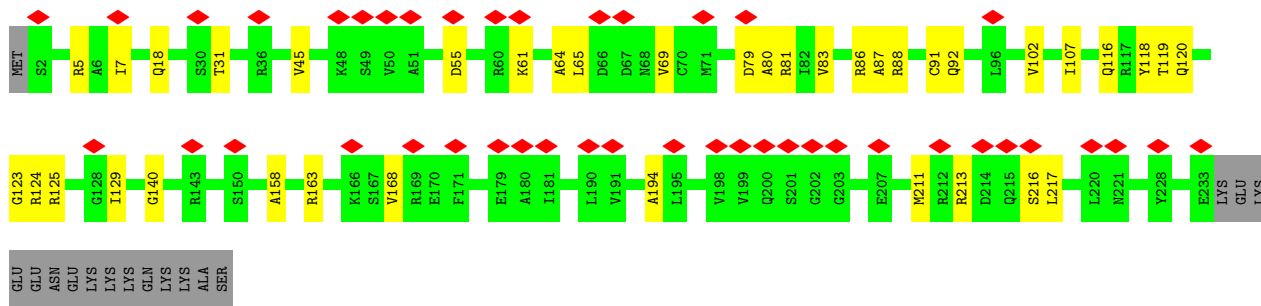 MET S2 R5 A6 I7 Q18 S30 T31 R36 V45 K48 S49 V50 A51 D55 R60 K61 A64 L65 D66 D67 N68 V69 C70 M71 D79 A80 R81 I82 V83 R86 A87 R88 C91 Q92 L96 V102 I107 Q116 R117 Y118 T119 Q120
G123 R124 R125 G128 I129 G140 R143 S150 A158 R163 K166 S167 V168 R169 E170 F171 E179 A180 I181 L190 V191 A194 L195 V198 V199 Q200 S201 G202 G203 E207 M211 R212 R213 D214 Q215 S216 L217 L220 N221 Y228 E233 LYS GLU LYS
GLU GLU ASN GLU LYS LYS LYS GLN LYS LYS ALA SER